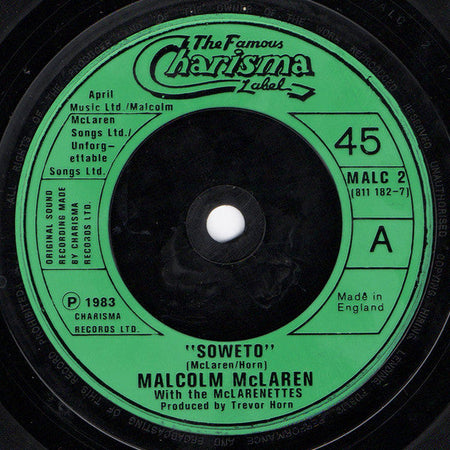 The Famous
Charisma
Label
April
Music Ltd./Malcolm
McLaren
Songs Ltd./
Unforg-
ettable
Songs Ltd.
ORIGINAL SOUND
RECORDING MADE
BY CHARISMA
RECORDS LTD.
℗ 1983
CHARISMA
RECORDS LTD.
45
MALC 2
(811 182-7)
A
Made in
England
"SOWETO"
(McLaren/Horn)
MALCOLM McLAREN
With the McLARENETTES
Produced by Trevor Horn